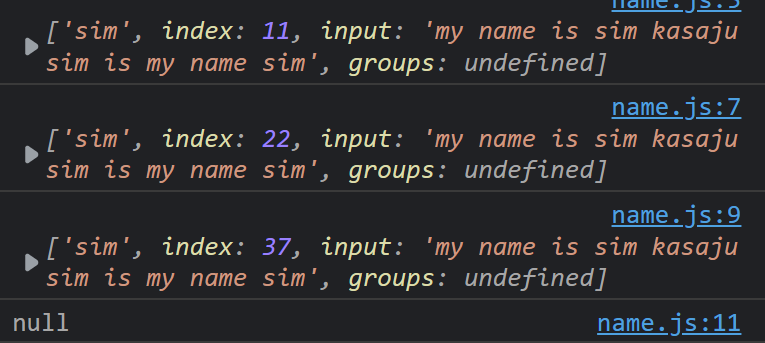 name.js:5
['sim', index: 11, input: 'my name is sim kasaju
sim is my name sim', groups: undefined]
name.js:7
['sim', index: 22, input: 'my name is sim kasaju
sim is my name sim', groups: undefined]
name.js:9
['sim', index: 37, input: 'my name is sim kasaju
sim is my name sim', groups: undefined]
null name.js:11